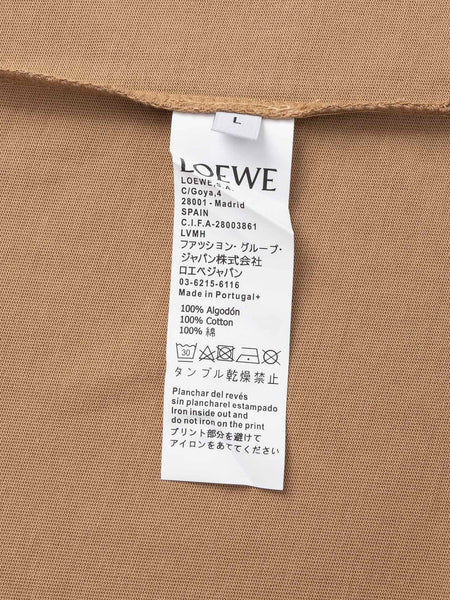 L
LOEWE
LOEWE, S.A.
C/Goya,4
28001 - Madrid
SPAIN
C.I.F.A-28003861
LVMH
ファッション・グループ・
ジャパン株式会社
ロエベジャパン
03-6215-6116
Made in Portugal+
100% Algodón
100% Cotton
100% 綿
30
タンブル乾燥禁止
Planchar del revés
sin plancharel estampado
Iron inside out and
do not iron on the print
プリント部分を避けて
アイロンをあててください